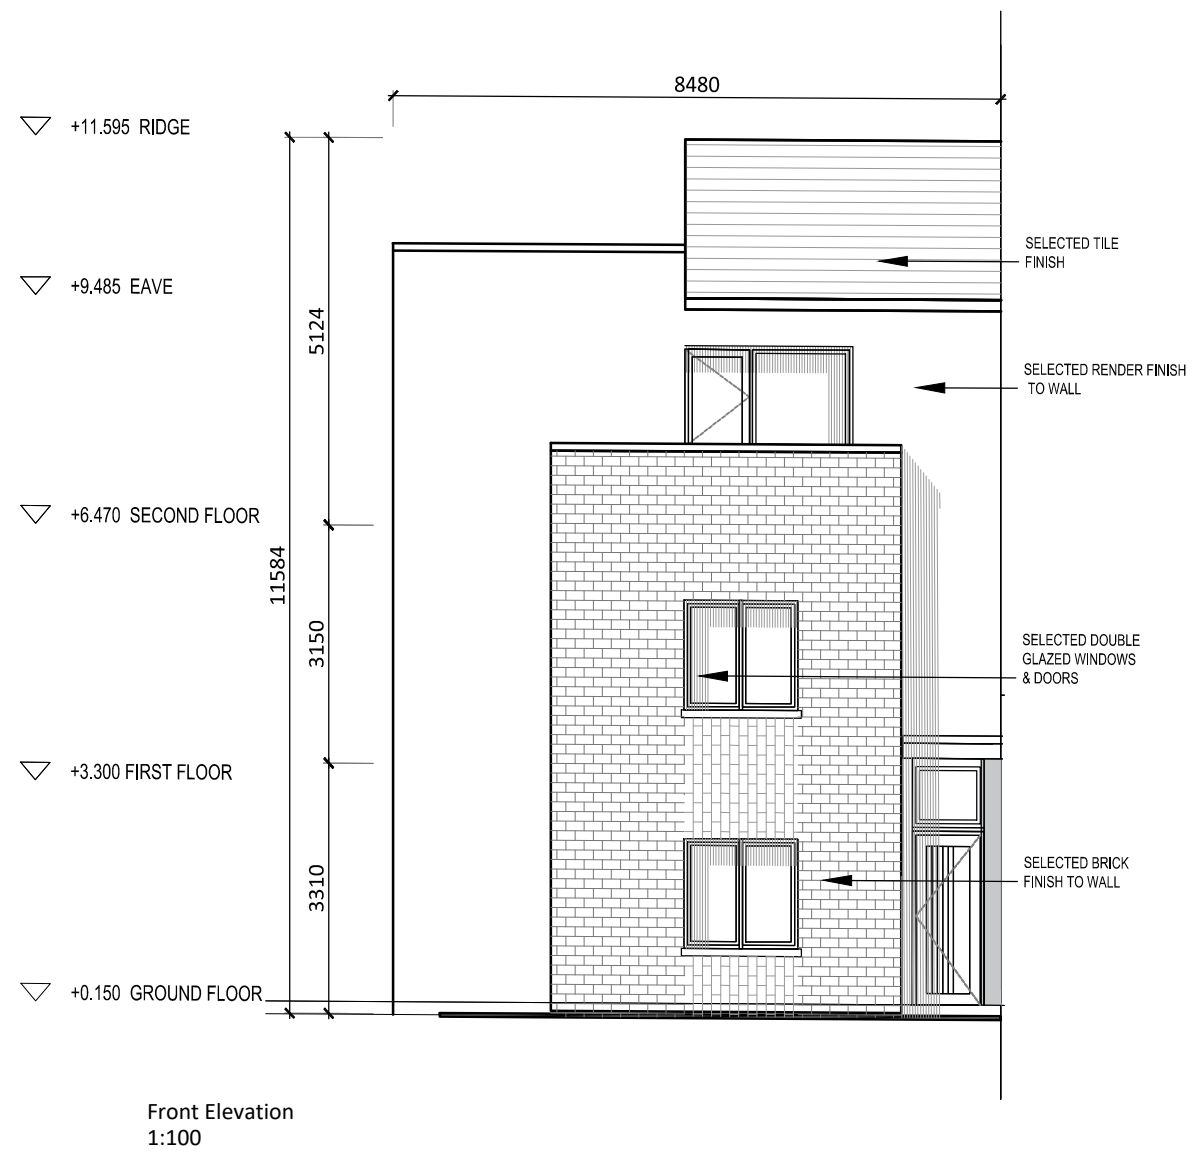 8480
+11.595 RIDGE
SELECTED TILE
FINISH
+9.485 EAVE
5124
SELECTED RENDER FINISH
TO WALL
+6.470 SECOND FLOOR
11584
3150
SELECTED DOUBLE
GLAZED WINDOWS
& DOORS
+3.300 FIRST FLOOR
SELECTED BRICK
FINISH TO WALL
3310
+0.150 GROUND FLOOR
Front Elevation
1:100